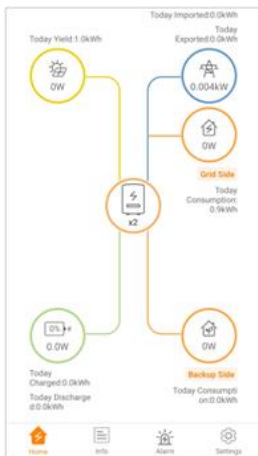 Today Imported:0.0kWh
Today
Exported:0.0kWh
Today Yield:1.0kWh
0W
0.004kW
0W
Grid Side
Today
Consumption:
0.9kWh
x2
0%
0.0W
0W
Today
Charged:0.0kWh
Today Discharge
d:0.0kWh
Backup Side
Today Consumpti
on:0.0kWh
Home
Info
Alarm
Settings